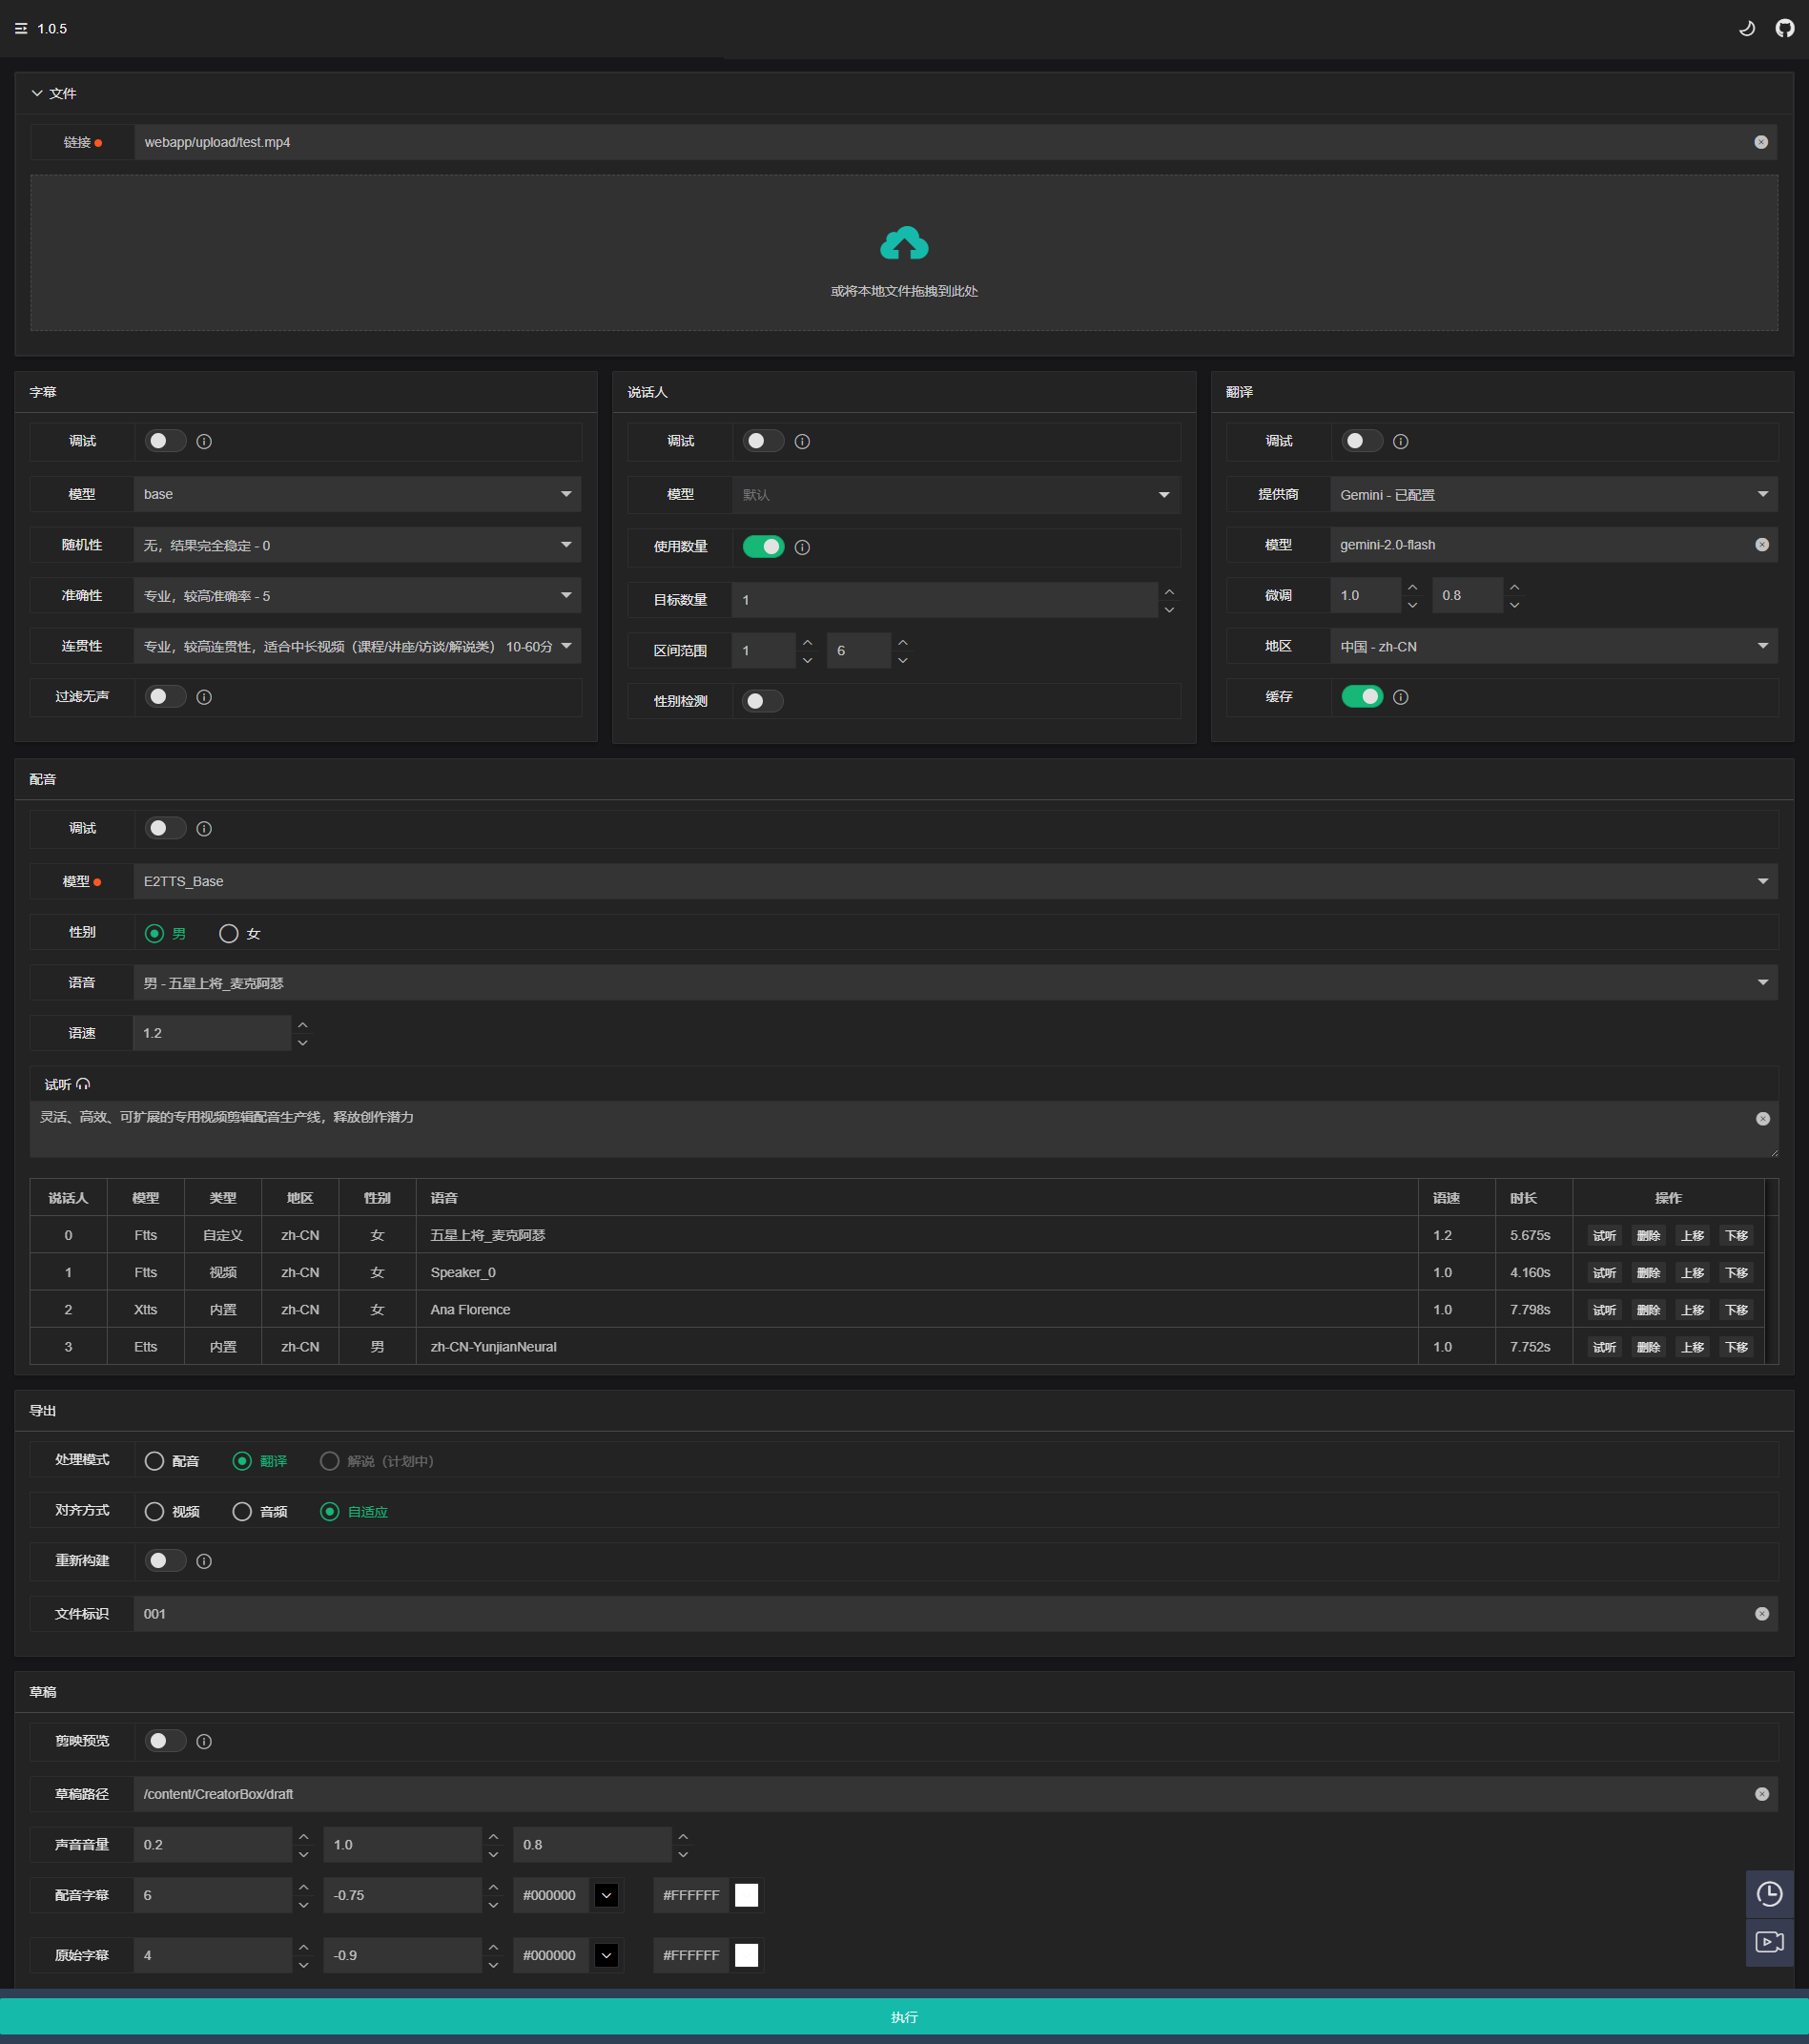 1.0.5
文件
链接 webapp/upload/test.mp4
或将本地文件拖拽到此处
字幕
调试
模型 base
随机性 无，结果完全稳定 - 0
准确性 专业，较高准确率 - 5
连贯性 专业，较高连贯性，适合中长视频（课程/讲座/访谈/解说类） 10-60分
过滤无声
说话人
调试
模型 默认
使用数量
目标数量 1
区间范围 1 6
性别检测
翻译
调试
提供商 Gemini - 已配置
模型 gemini-2.0-flash
微调 1.0 0.8
地区 中国 - zh-CN
缓存
配音
调试
模型 E2TTS_Base
性别 男 女
语音 男 - 五星上将_麦克阿瑟
语速 1.2
试听
灵活、高效、可扩展的专用视频剪辑配音生产线，释放创作潜力
说话人 模型 类型 地区 性别 语音 语速 时长 操作
0 Ftts 自定义 zh-CN 女 五星上将_麦克阿瑟 1.2 5.675s 试听 删除 上移 下移
1 Ftts 视频 zh-CN 女 Speaker_0 1.0 4.160s 试听 删除 上移 下移
2 Xtts 内置 zh-CN 女 Ana Florence 1.0 7.798s 试听 删除 上移 下移
3 Etts 内置 zh-CN 男 zh-CN-YunjianNeural 1.0 7.752s 试听 删除 上移 下移
导出
处理模式 配音 翻译 解说（计划中）
对齐方式 视频 音频 自适应
重新构建
文件标识 001
草稿
剪映预览
草稿路径 /content/CreatorBox/draft
声音音量 0.2 1.0 0.8
配音字幕 6 -0.75 #000000 #FFFFFF
原始字幕 4 -0.9 #000000 #FFFFFF
执行